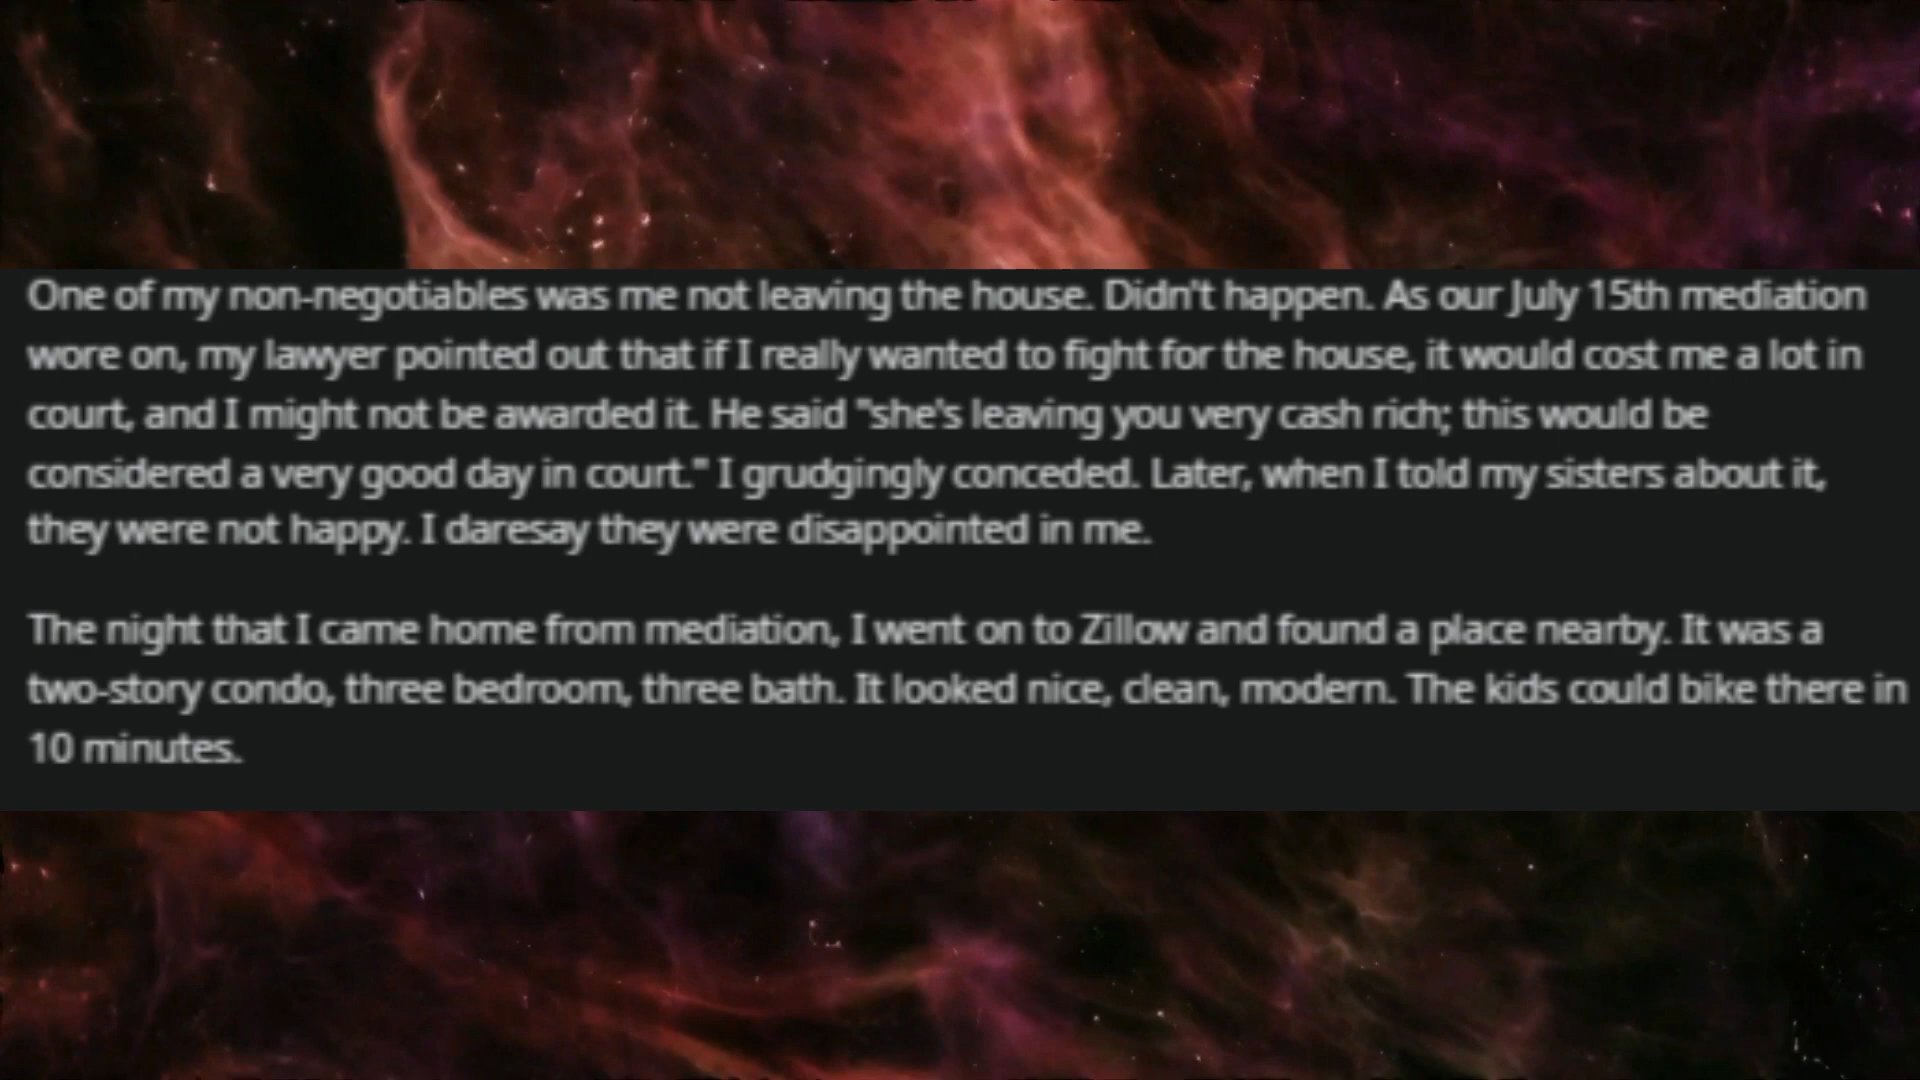 One of my non-negotiables was me not leaving the house. Didn't happen. As our July 15th mediation
wore on, my lawyer pointed out that if I really wanted to fight for the house, it would cost me a lot in
court, and I might not be awarded it. He said "she's leaving you very cash rich; this would be
considered a very good day in court." I grudgingly conceded. Later, when I told my sisters about it,
they were not happy. I daresay they were disappointed in me.
The night that I came home from mediation, I went on to Zillow and found a place nearby. It was a
two-story condo, three bedroom, three bath. It looked nice, clean, modern. The kids could bike there in
10 minutes.